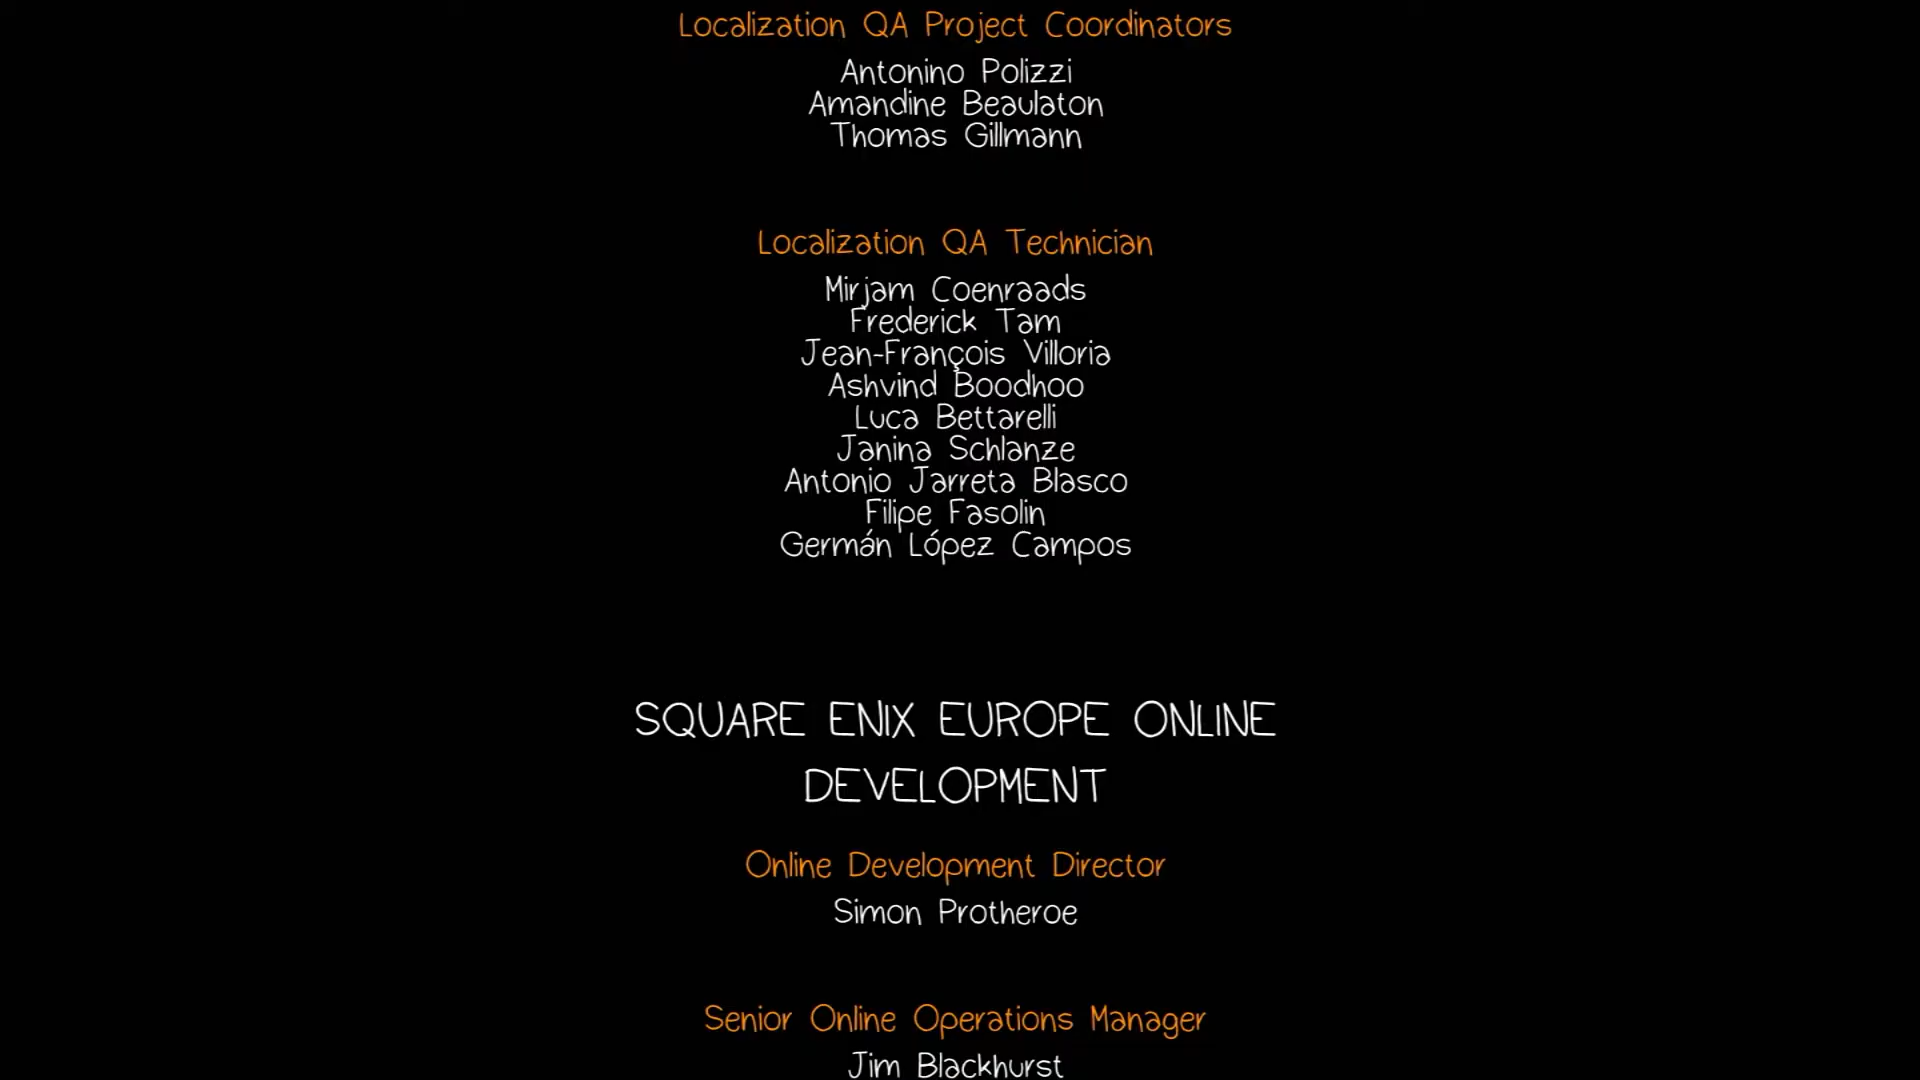 Localization QA Project Coordinators
Antonino Polizzi
Amandine Beaulaton
Thomas Gillmann
Localization QA Technician
Mirjam Coenraads
Frederick Tam
Jean-François Villoria
Ashvind Boodhoo
Luca Bettarelli
Janina Schlanze
Antonio Jarreta Blasco
Filipe Fasolin
Germán López Campos
SQUARE ENIX EUROPE ONLINE
DEVELOPMENT
Online Development Director
Simon Protheroe
Senior Online Operations Manager
Jim Blackhurst